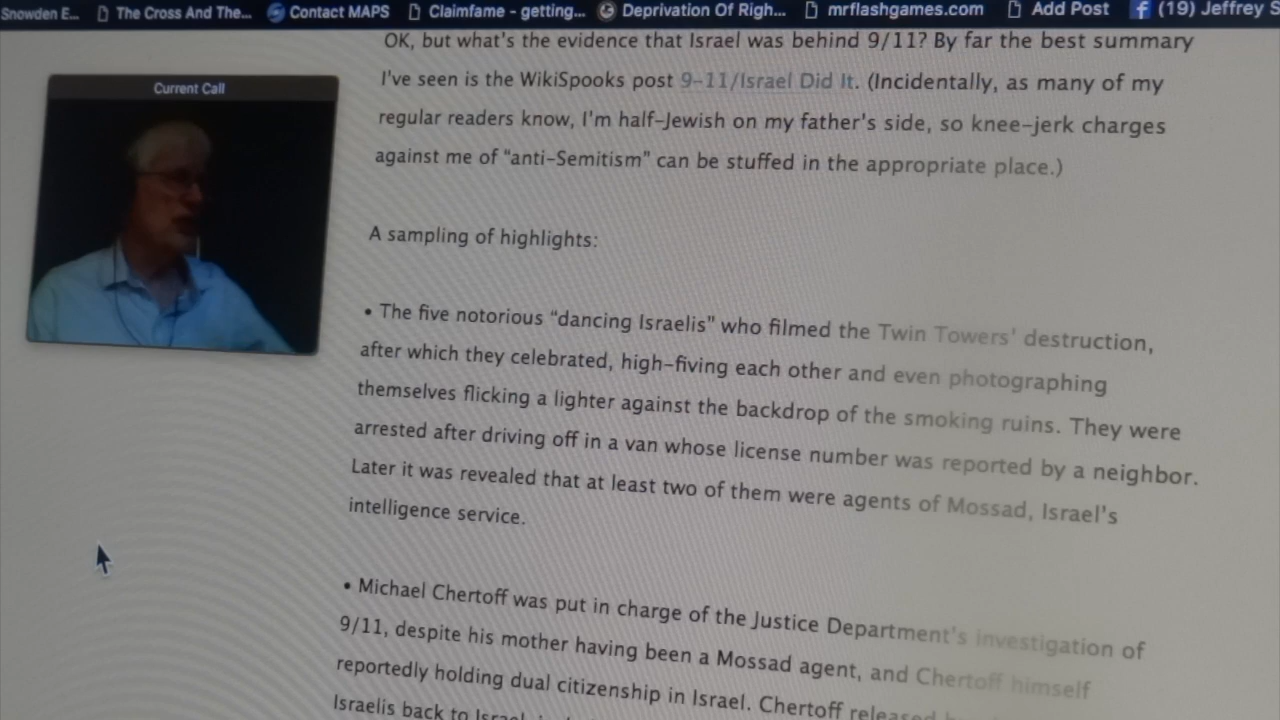 Snowden E...  The Cross And The...  Contact MAPS  Claimfame - getting...  Deprivation Of Righ...  mrflashgames.com  Add Post  (19) Jeffrey S
Current Call
OK, but what's the evidence that Israel was behind 9/11? By far the best summary
I've seen is the WikiSpooks post 9-11/Israel Did It. (Incidentally, as many of my
regular readers know, I'm half-Jewish on my father's side, so knee-jerk charges
against me of "anti-Semitism" can be stuffed in the appropriate place.)
A sampling of highlights:
• The five notorious "dancing Israelis" who filmed the Twin Towers' destruction,
after which they celebrated, high-fiving each other and even photographing
themselves flicking a lighter against the backdrop of the smoking ruins. They were
arrested after driving off in a van whose license number was reported by a neighbor.
Later it was revealed that at least two of them were agents of Mossad, Israel's
intelligence service.
• Michael Chertoff was put in charge of the Justice Department's investigation of
9/11, despite his mother having been a Mossad agent, and Chertoff himself
reportedly holding dual citizenship in Israel. Chertoff released
Israelis back to Israel